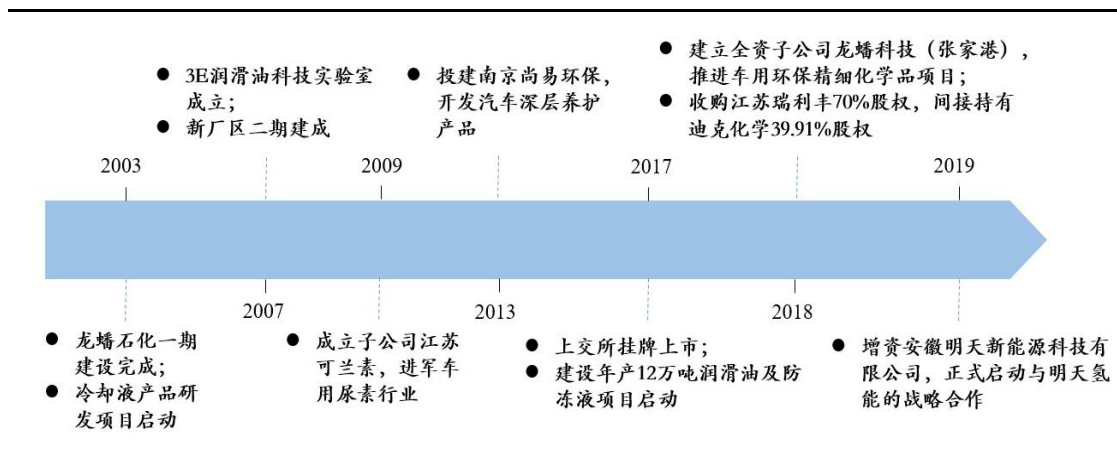 3E润滑油科技实验室
成立；
新厂区二期建成
投建南京尚易环保，
开发汽车深层养护
产品
建立全资子公司龙蟠科技（张家港），
推进车用环保精细化学品项目；
收购江苏瑞利丰70%股权，间接持有
迪克化学39.91%股权
2003
2009
2017
2019
2007
2013
2018
龙蟠石化一期
建设完成；
冷却液产品研
发项目启动
成立子公司江苏
可兰素，进军车
用尿素行业
上交所挂牌上市；
建设年产12万吨润滑油及防
冻液项目启动
增资安徽明天新能源科技有
限公司，正式启动与明天氢
能的战略合作